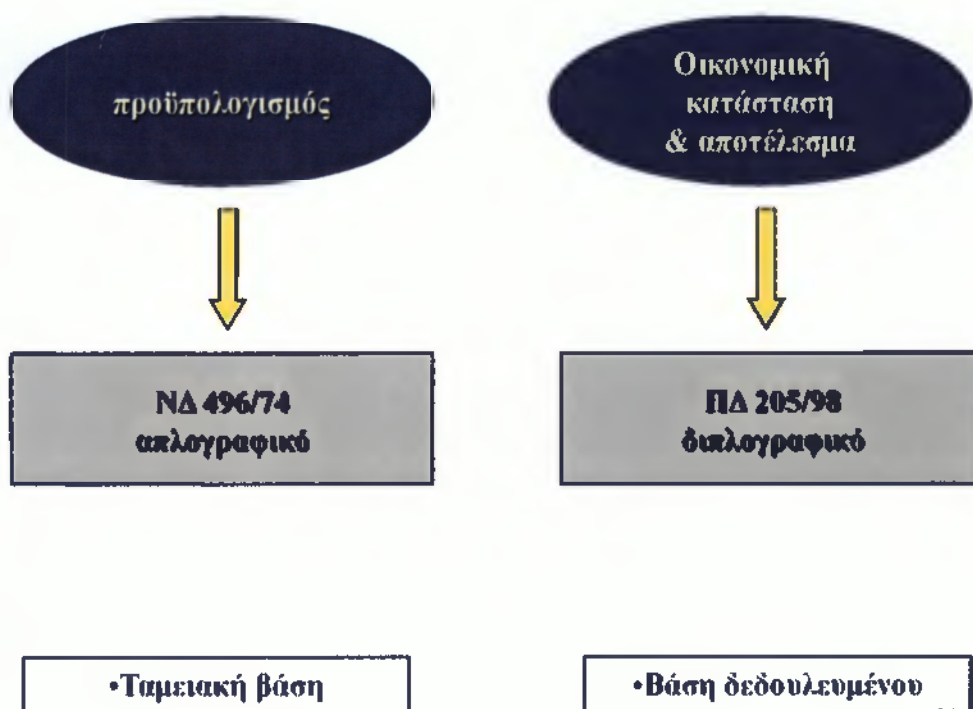 προϋπολογισμός
Οικονομική
κατάσταση
& αποτέλεσμα
ΝΔ 496/74
απλογραφικό
ΠΔ 205/98
διπλογραφικό
•Ταμειακή βάση
•Βάση δεδουλευμένου